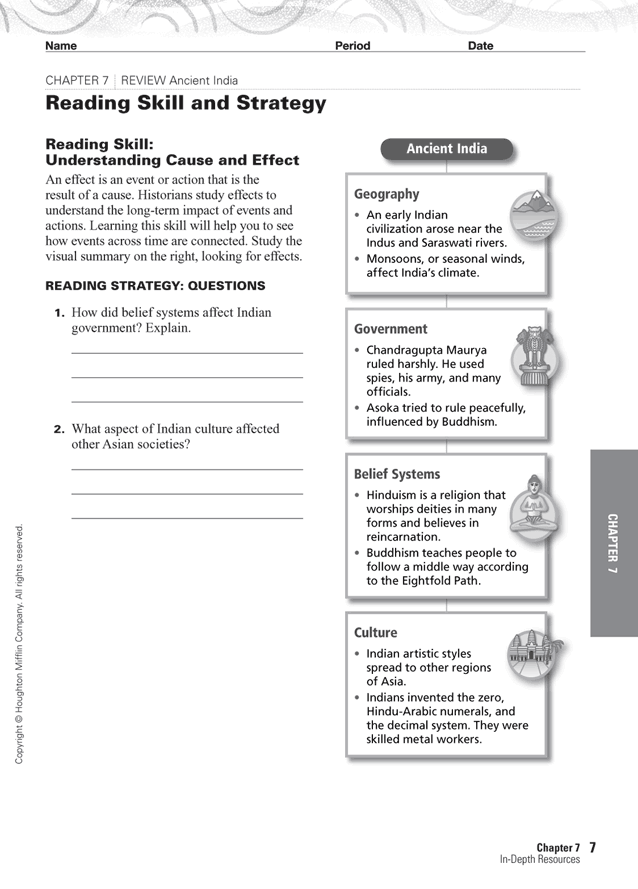 Name Period Date
CHAPTER 7 | REVIEW Ancient India
Reading Skill and Strategy
Reading Skill:
Understanding Cause and Effect
An effect is an event or action that is the
result of a cause. Historians study effects to
understand the long-term impact of events and
actions. Learning this skill will help you to see
how events across time are connected. Study the
visual summary on the right, looking for effects.
READING STRATEGY: QUESTIONS
1. How did belief systems affect Indian
government? Explain.
2. What aspect of Indian culture affected
other Asian societies?
Ancient India
Geography
• An early Indian
civilization arose near the
Indus and Saraswati rivers.
• Monsoons, or seasonal winds,
affect India's climate.
Government
• Chandragupta Maurya
ruled harshly. He used
spies, his army, and many
officials.
• Asoka tried to rule peacefully,
influenced by Buddhism.
Belief Systems
• Hinduism is a religion that
worships deities in many
forms and believes in
reincarnation.
• Buddhism teaches people to
follow a middle way according
to the Eightfold Path.
Culture
• Indian artistic styles
spread to other regions
of Asia.
• Indians invented the zero,
Hindu-Arabic numerals, and
the decimal system. They were
skilled metal workers.
CHAPTER 7
Copyright © Houghton Mifflin Company. All rights reserved.
Chapter 7 7
In-Depth Resources